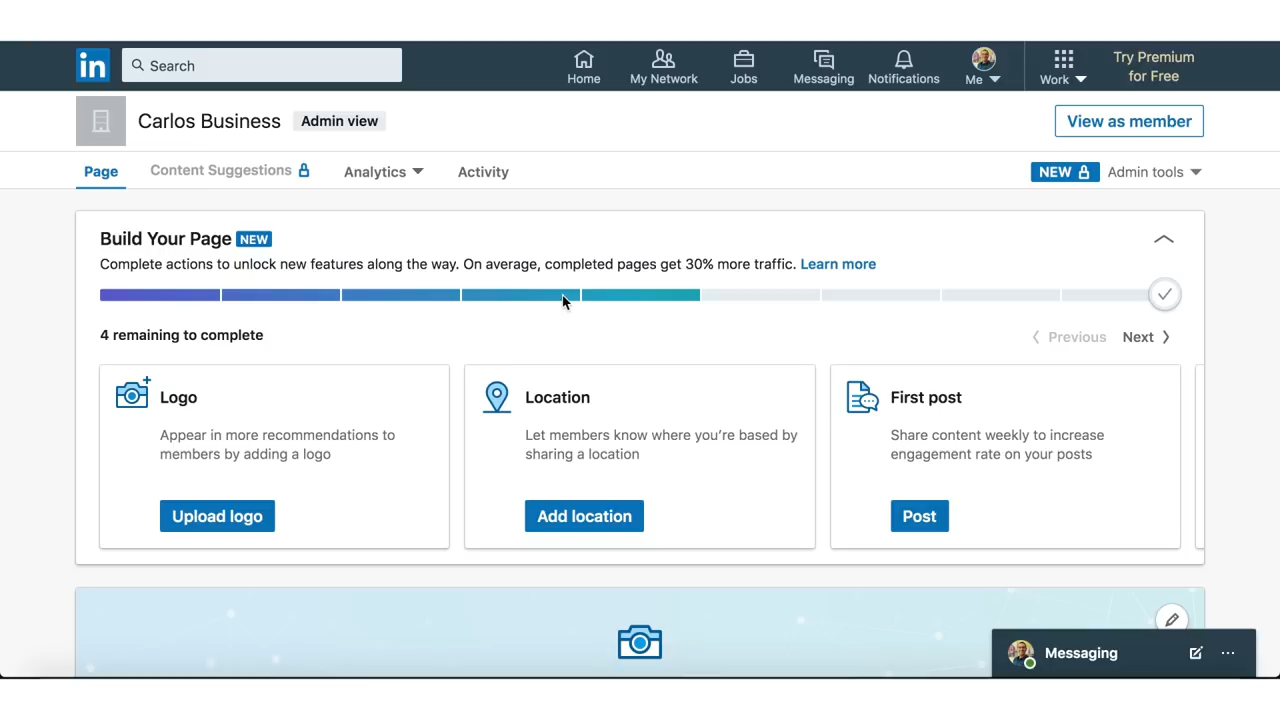 in Search Home My Network Jobs Messaging Notifications Me Work Try Premium
for Free
Carlos Business Admin view View as member
Page Content Suggestions Analytics Activity NEW Admin tools
Build Your Page NEW
Complete actions to unlock new features along the way. On average, completed pages get 30% more traffic. Learn more
4 remaining to complete Previous Next
Logo
Appear in more recommendations to
members by adding a logo
Upload logo
Location
Let members know where you’re based by
sharing a location
Add location
First post
Share content weekly to increase
engagement rate on your posts
Post
Messaging